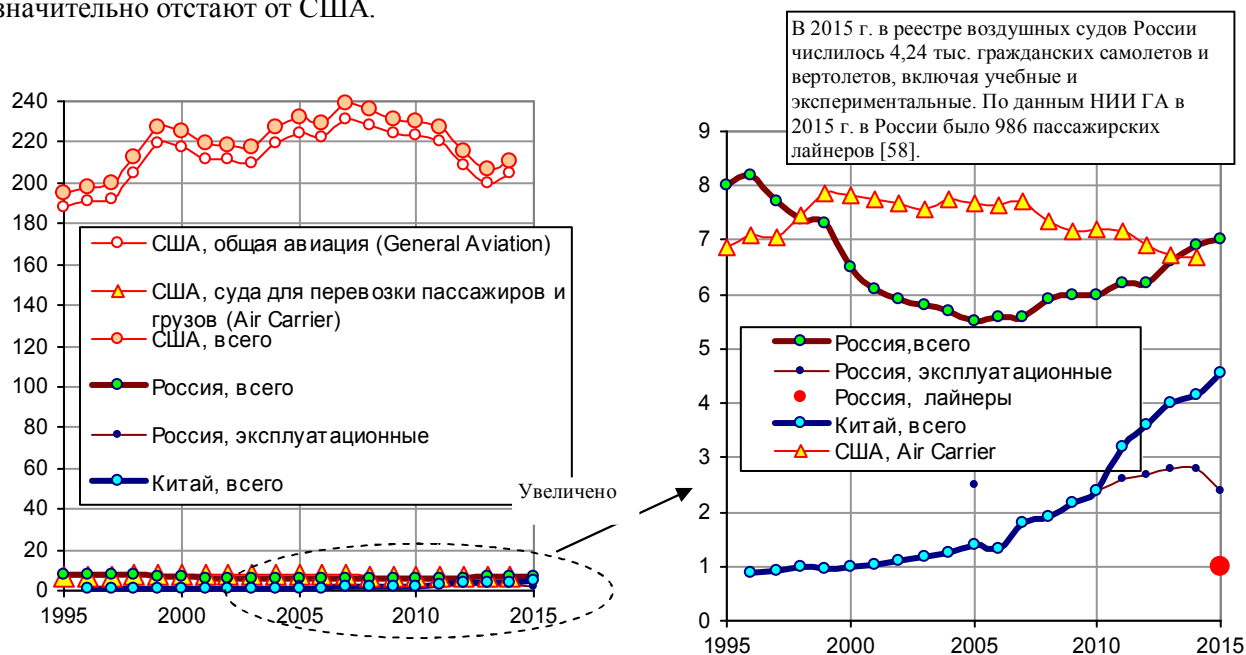 значительно отстают от США.
В 2015 г. в реестре воздушных судов России
числилось 4,24 тыс. гражданских самолетов и
вертолетов, включая учебные и
экспериментальные. По данным НИИ ГА в
2015 г. в России было 986 пассажирских
лайнеров [58].
240
220
200
180
160
140
120
100
80
60
40
20
0
1995
2000
2005
2010
2015
США, общая авиация (General Aviation)
США, суда для перевозки пассажиров и
грузов (Air Carrier)
США, всего
Россия, всего
Россия, эксплуатационные
Китай, всего
Увеличено
9
8
7
6
5
4
3
2
1
0
1995
2000
2005
2010
2015
Россия,всего
Россия, эксплуатационные
Россия, лайнеры
Китай, всего
США, Air Carrier